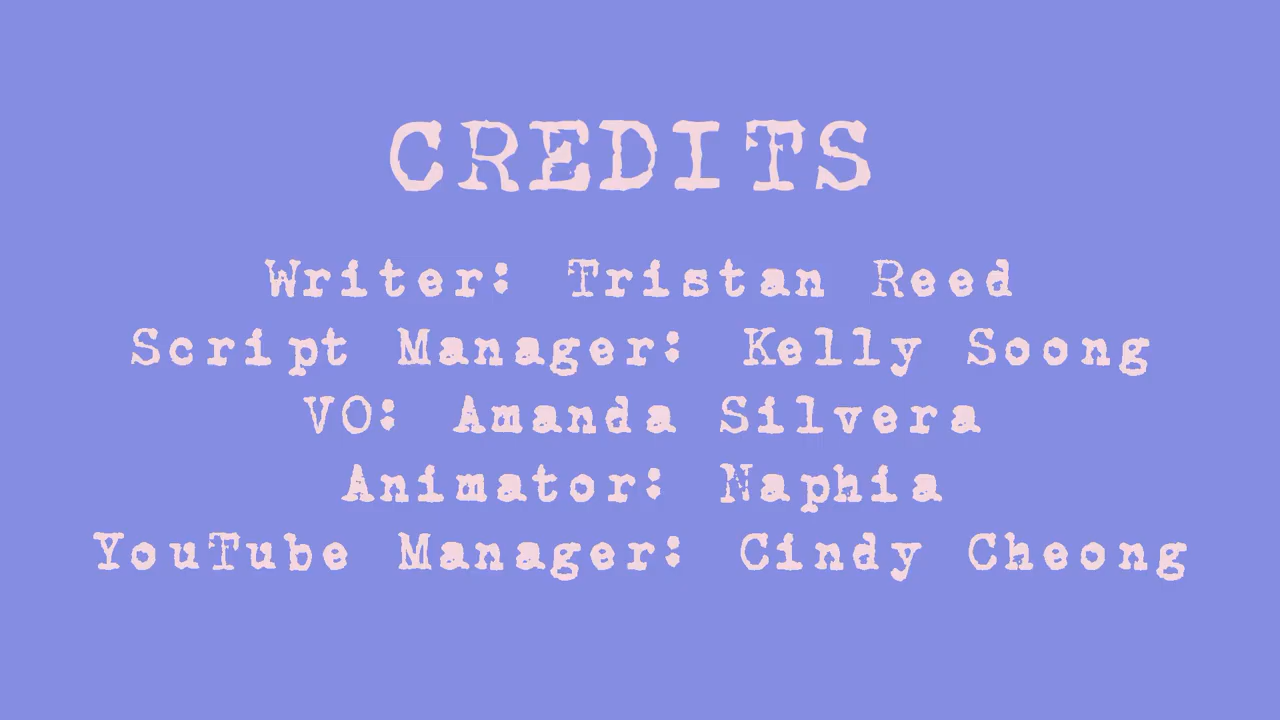 CREDITS
Writer: Tristan Reed
Script Manager: Kelly Soong
VO: Amanda Silvera
Animator: Naphia
YouTube Manager: Cindy Cheong